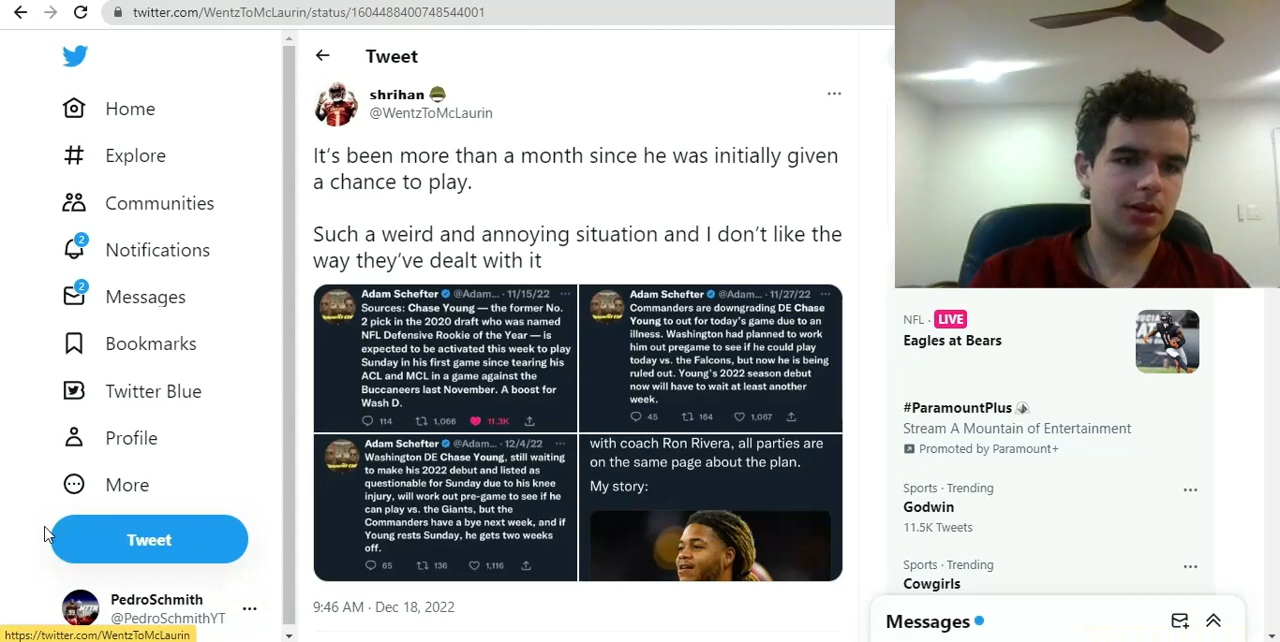 twitter.com/WentzToMcLaurin/status/1604488400748544001
Home
Explore
Communities
2
Notifications
2
Messages
Bookmarks
Twitter Blue
Profile
More
Tweet
PedroSchmith
@PedroSchmithYT
https://twitter.com/WentzToMcLaurin
Tweet
shrihan
@WentzToMcLaurin
It's been more than a month since he was initially given
a chance to play.
Such a weird and annoying situation and I don't like the
way they've dealt with it
Adam Schefter @Adam... · 11/15/22
Sources: Chase Young — the former No.
2 pick in the 2020 draft who was named
NFL Defensive Rookie of the Year — is
expected to be activated this week to play
Sunday in his first game since tearing his
ACL and MCL in a game against the
Buccaneers last November. A boost for
Wash D.
114 1,066 11.3K
Adam Schefter @Adam... · 11/27/22
Commanders are downgrading DE Chase
Young to out for today's game due to an
illness. Washington had planned to work
him out pregame to see if he could play
today vs. the Falcons, but now he is being
ruled out. Young's 2022 season debut
now will have to wait at least another
week.
45 164 1,067
Adam Schefter @Adam... · 12/4/22
Washington DE Chase Young, still waiting
to make his 2022 debut and listed as
questionable for Sunday due to his knee
injury, will work out pre-game to see if he
can play vs. the Giants, but the
Commanders have a bye next week, and if
Young rests Sunday, he gets two weeks
off.
65 136 1,116
with coach Ron Rivera, all parties are
on the same page about the plan.
My story:
9:46 AM · Dec 18, 2022
NFL · LIVE
Eagles at Bears
#ParamountPlus
Stream A Mountain of Entertainment
Promoted by Paramount+
Sports · Trending
Godwin
11.5K Tweets
Sports · Trending
Cowgirls
Messages